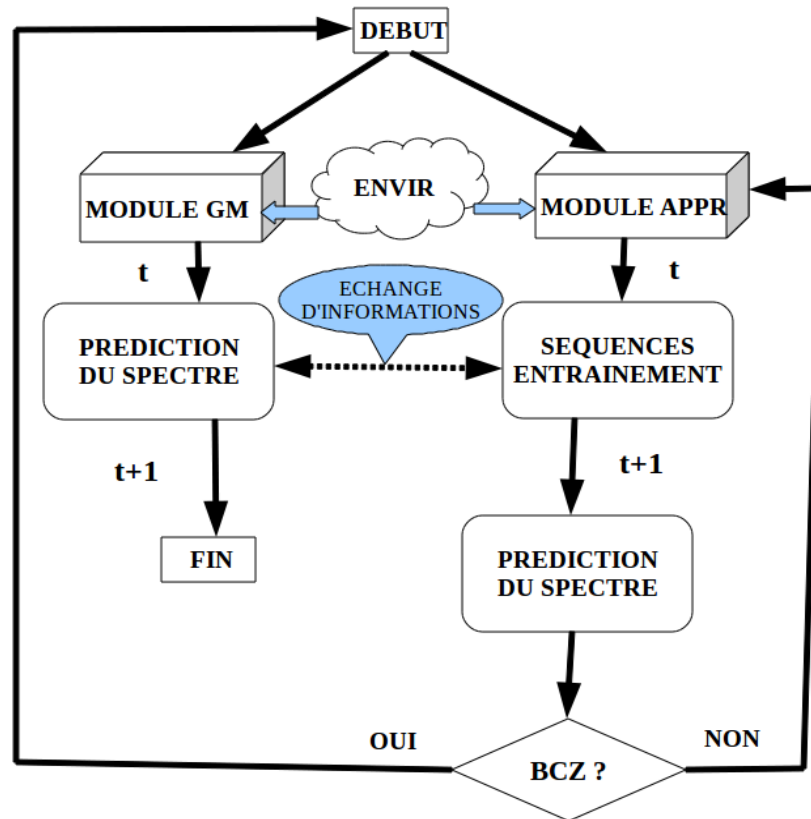 DEBUT
ENVIR
MODULE GM
MODULE APPR
t
t
ECHANGE
D'INFORMATIONS
PREDICTION
DU SPECTRE
SEQUENCES
ENTRAINEMENT
t+1
t+1
FIN
PREDICTION
DU SPECTRE
OUI
NON
BCZ ?